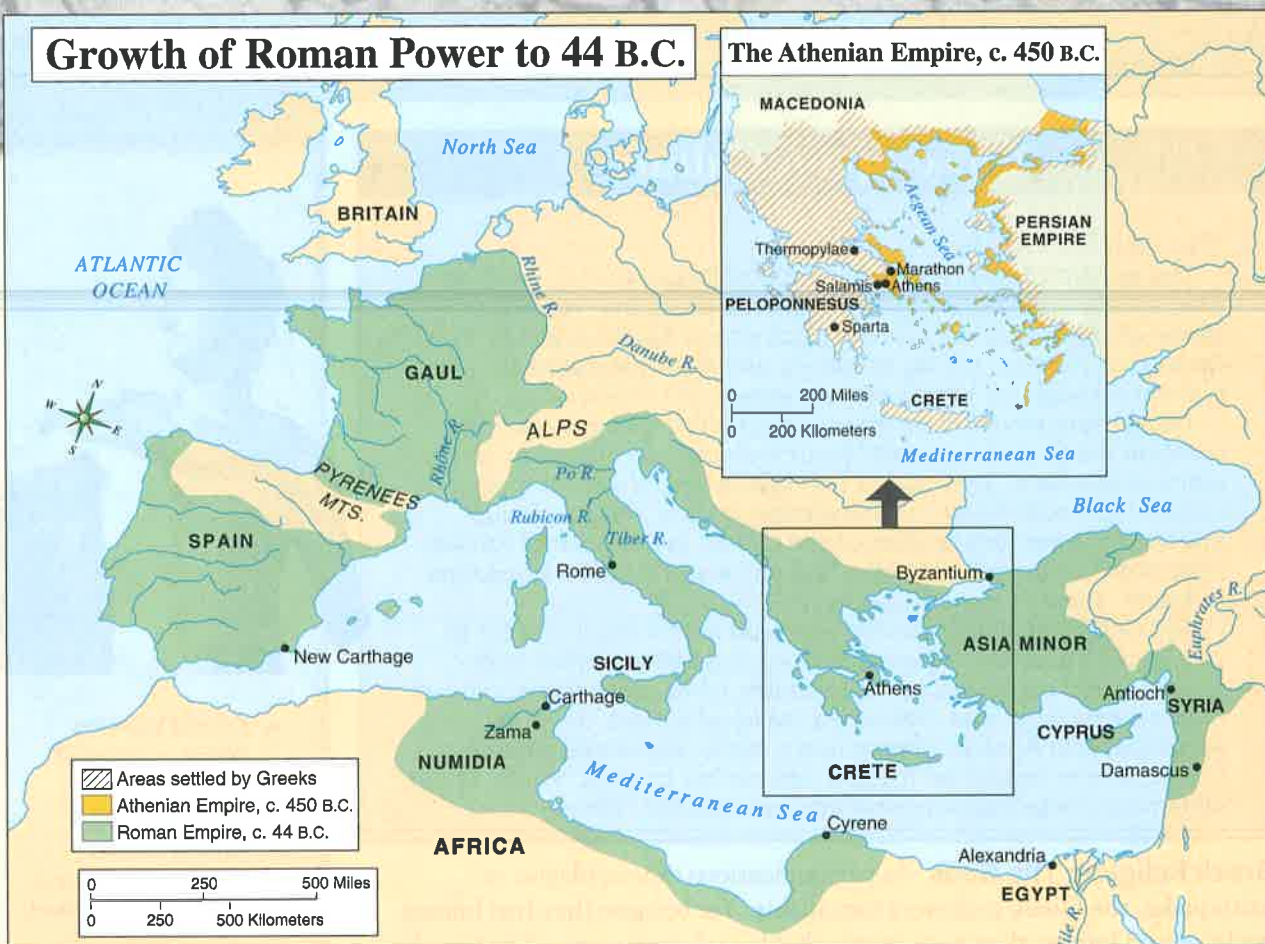 Growth of Roman Power to 44 B.C.
The Athenian Empire, c. 450 B.C.
MACEDONIA
Aegean Sea
PERSIAN
EMPIRE
Thermopylae
Marathon
Salamis
Athens
PELOPONNESUS
Sparta
0 200 Miles
0 200 Kilometers
CRETE
Mediterranean Sea
North Sea
BRITAIN
ATLANTIC
OCEAN
Rhine R.
Danube R.
GAUL
N
W
E
S
ALPS
Rhône R.
Po R.
PYRENEES
MTS.
Rubicon R.
Tiber R.
SPAIN
Rome
Black Sea
Byzantium
Euphrates R.
ASIA MINOR
New Carthage
SICILY
Athens
Antioch
SYRIA
Carthage
Zama
CYPRUS
NUMIDIA
CRETE
Damascus
Mediterranean Sea
Cyrene
AFRICA
Alexandria
EGYPT
Nile R.
Areas settled by Greeks
Athenian Empire, c. 450 B.C.
Roman Empire, c. 44 B.C.
0 250 500 Miles
0 250 500 Kilometers